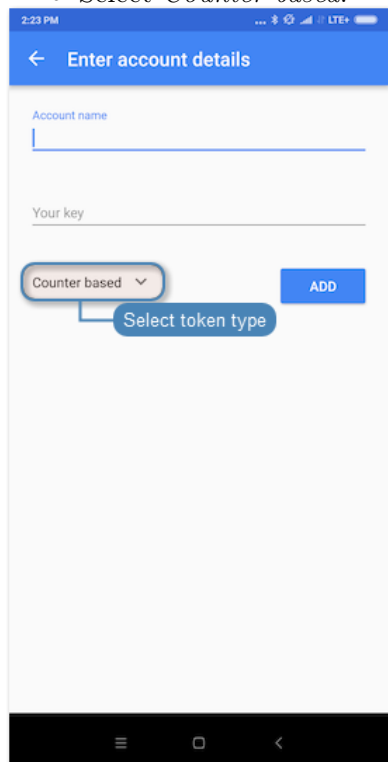 Select Counter based.
2:23 PM ... LTE+
Enter account details
Account name
Your key
Counter based
ADD
Select token type